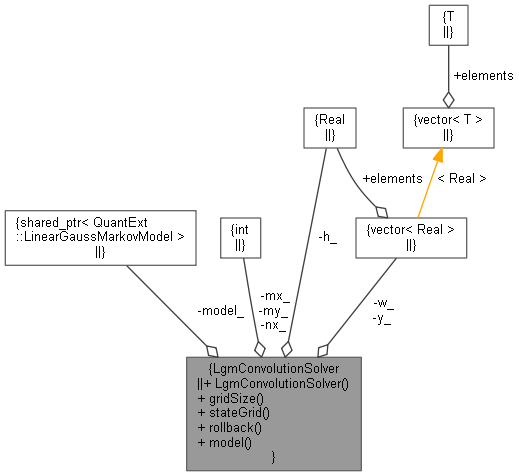 {T
||}
+elements
{Real
||}
{vector< T >
||}
+elements
< Real >
{shared_ptr< QuantExt
::LinearGaussMarkovModel >
||}
{int
||}
{vector< Real >
||}
-h_
-model_
-mx_
-my_
-nx_
-w_
-y_
{LgmConvolutionSolver
||+ LgmConvolutionSolver()
+ gridSize()
+ stateGrid()
+ rollback()
+ model()
}